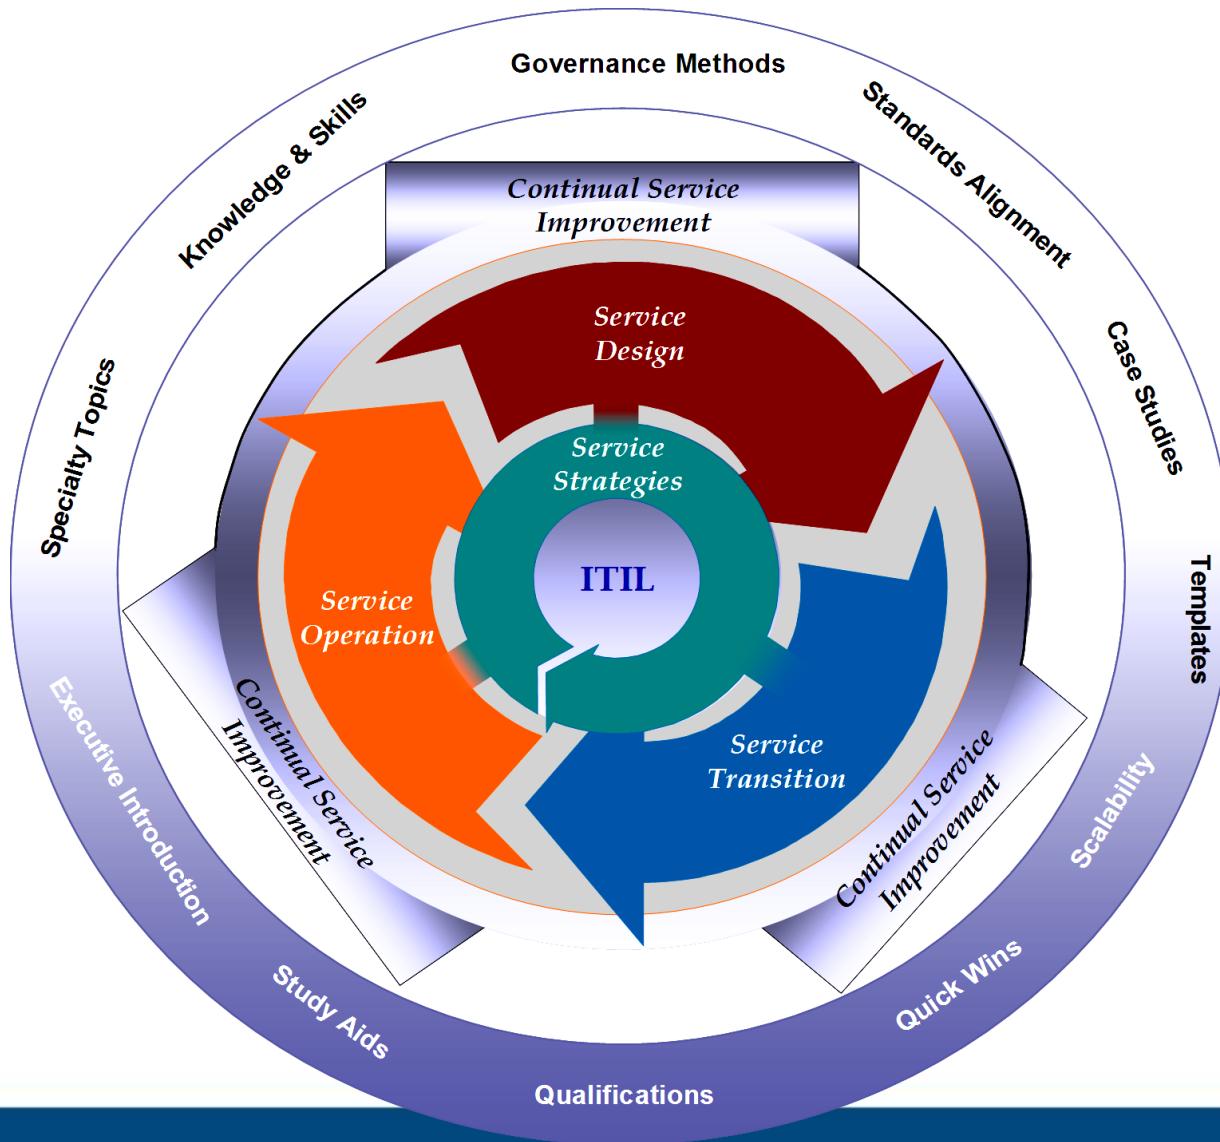 Governance Methods
Knowledge & Skills
Standards Alignment
Continual Service
Improvement
Service
Design
Case Studies
Specialty Topics
Service
Strategies
ITIL
Templates
Service
Operation
Service
Transition
Continual Service
Improvement
Continual Service
Improvement
Executive Introduction
Scalability
Study Aids
Quick Wins
Qualifications